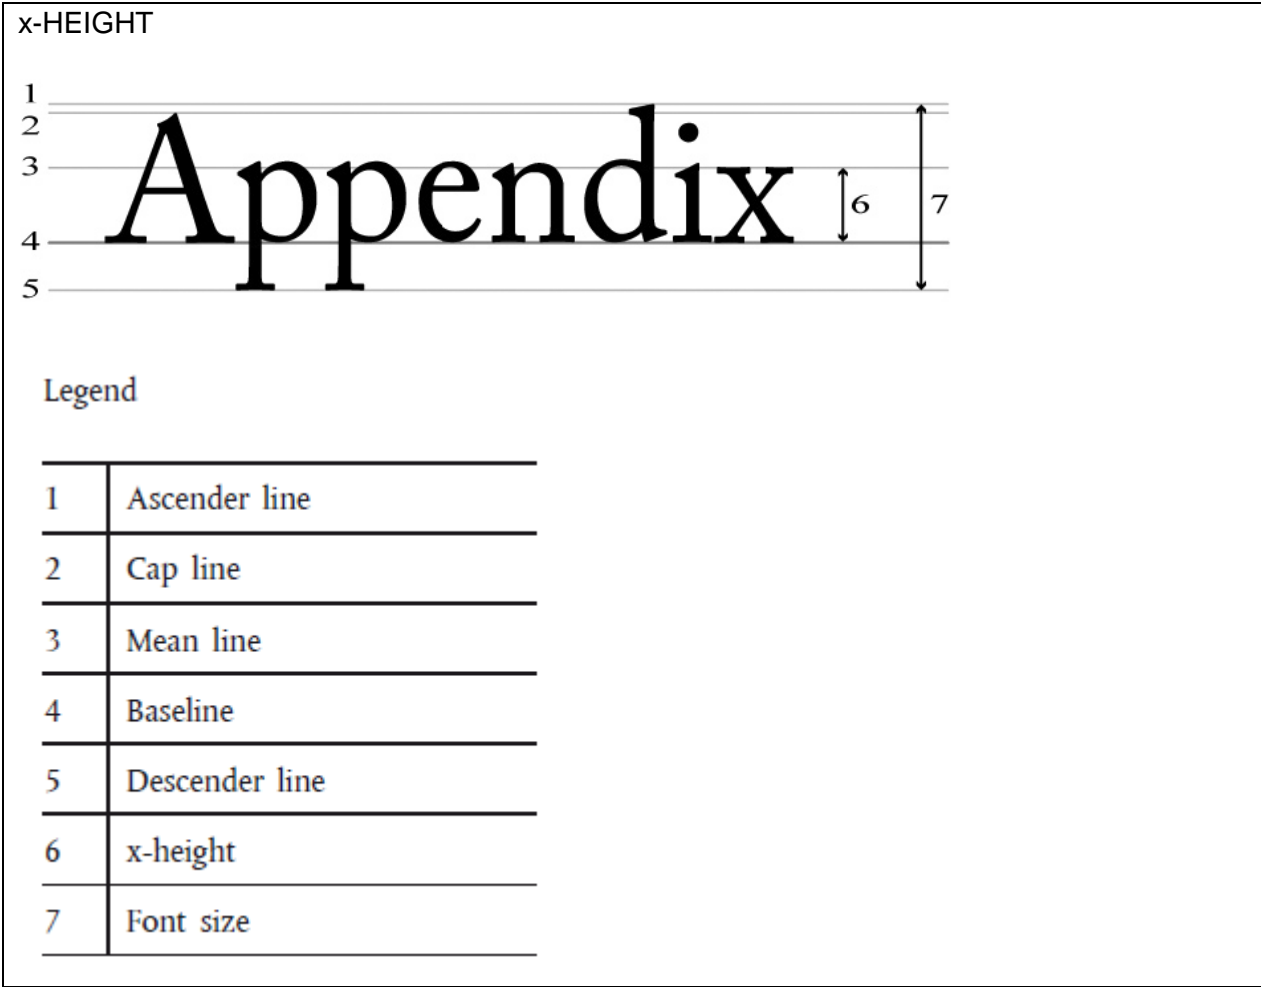 x-HEIGHT
1
2
3
4
5
Appendix
6
7
Legend
1 Ascender line
2 Cap line
3 Mean line
4 Baseline
5 Descender line
6 x-height
7 Font size